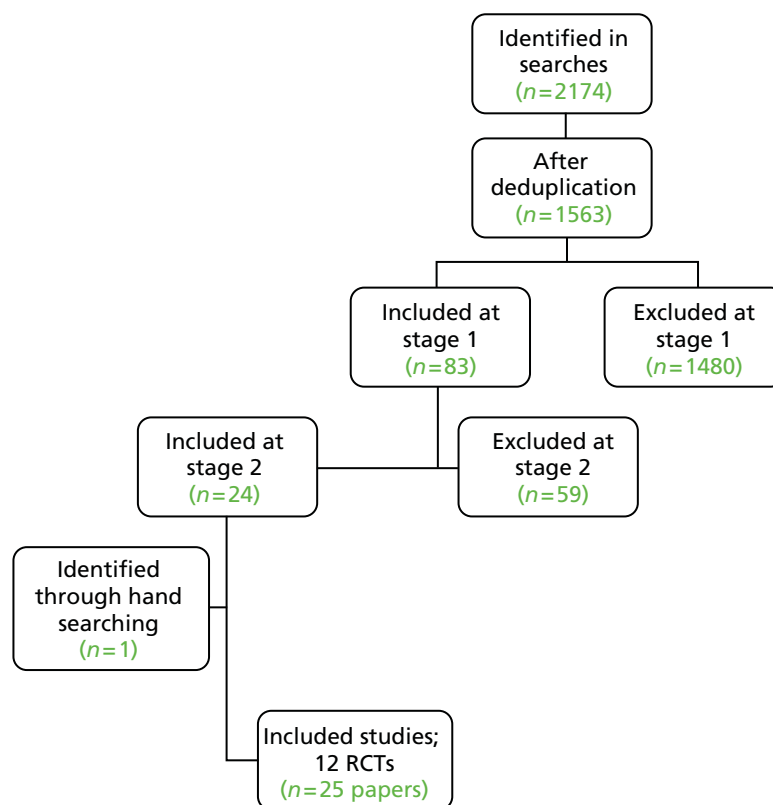 Identified in
searches
(n=2174)
After
deduplication
(n=1563)
Included at
stage 1
(n=83)
Excluded at
stage 1
(n=1480)
Included at
stage 2
(n=24)
Excluded at
stage 2
(n=59)
Identified
through hand
searching
(n=1)
Included studies;
12 RCTs
(n=25 papers)